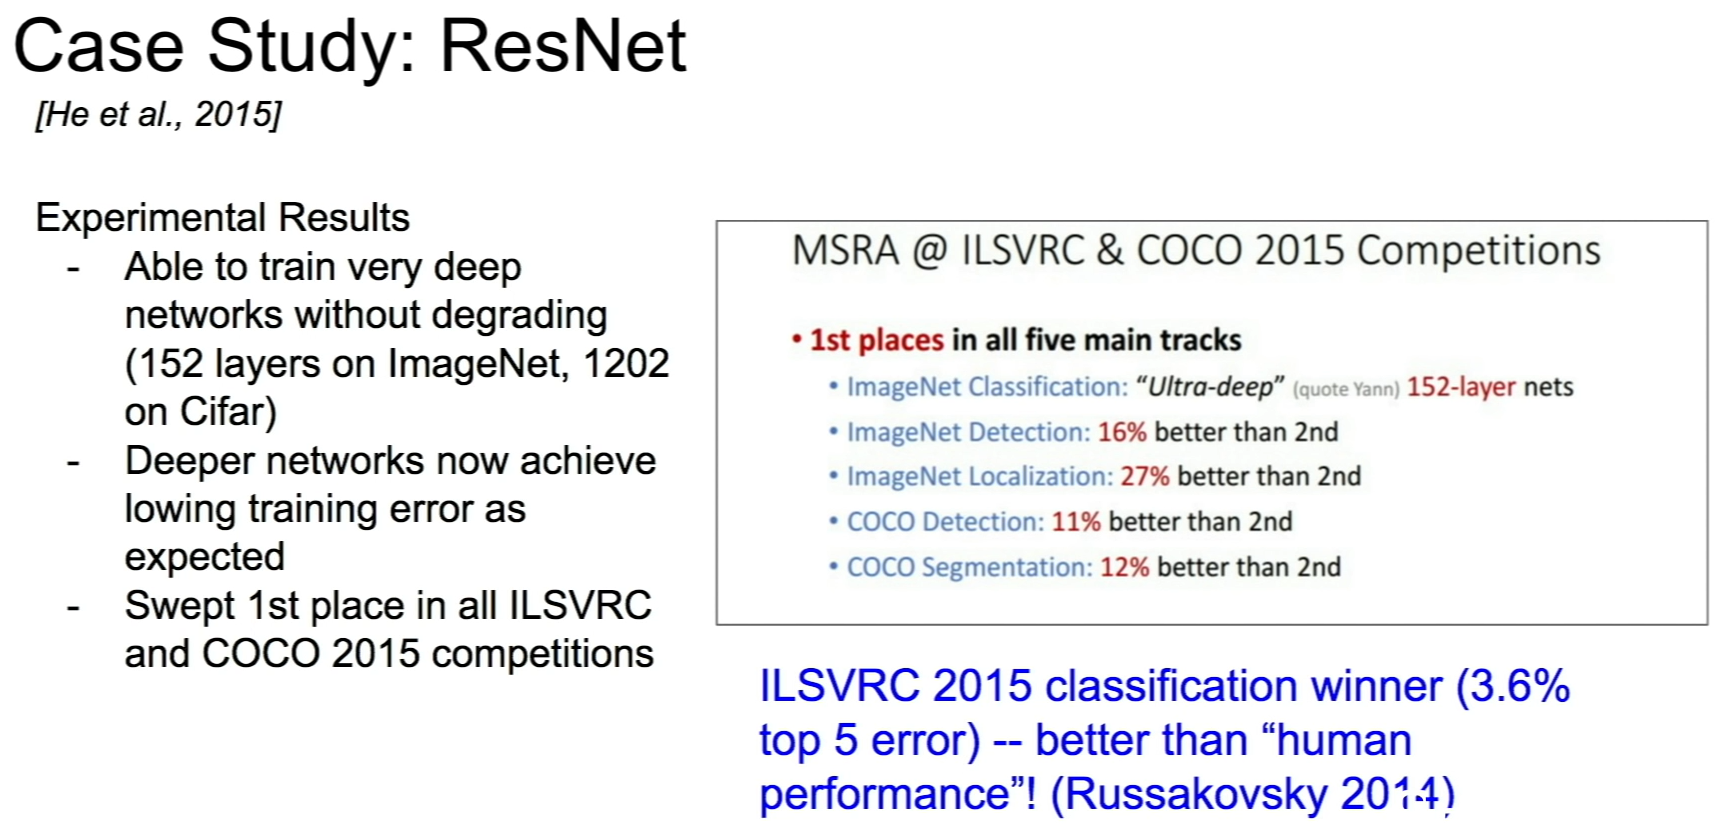 Case Study: ResNet
[He et al., 2015]
Experimental Results
- Able to train very deep
networks without degrading
(152 layers on ImageNet, 1202
on Cifar)
- Deeper networks now achieve
lowing training error as
expected
- Swept 1st place in all ILSVRC
and COCO 2015 competitions
MSRA @ ILSVRC & COCO 2015 Competitions
• 1st places in all five main tracks
• ImageNet Classification: “Ultra-deep” (quote Yann) 152-layer nets
• ImageNet Detection: 16% better than 2nd
• ImageNet Localization: 27% better than 2nd
• COCO Detection: 11% better than 2nd
• COCO Segmentation: 12% better than 2nd
ILSVRC 2015 classification winner (3.6%
top 5 error) -- better than “human
performance”! (Russakovsky 2014)